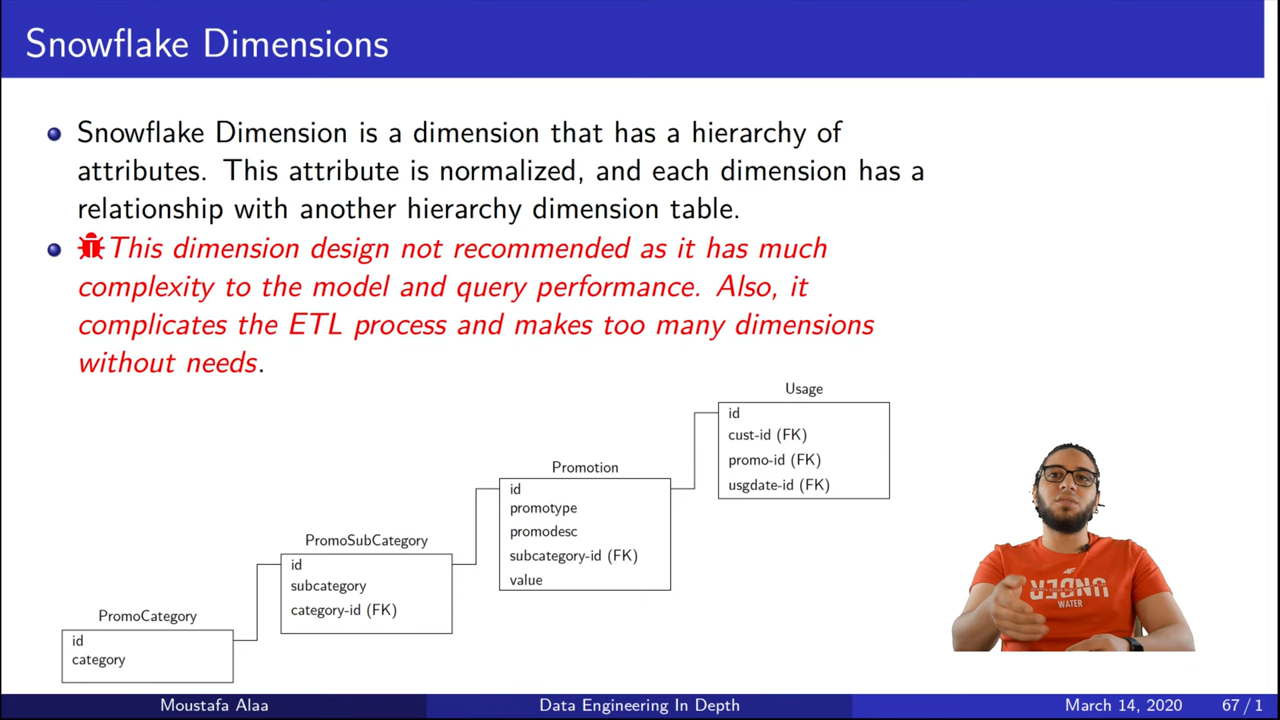 Snowflake Dimensions
Snowflake Dimension is a dimension that has a hierarchy of
attributes. This attribute is normalized, and each dimension has a
relationship with another hierarchy dimension table.
This dimension design not recommended as it has much
complexity to the model and query performance. Also, it
complicates the ETL process and makes too many dimensions
without needs.
Usage
id
cust-id (FK)
promo-id (FK)
usgdate-id (FK)
Promotion
id
promotype
promodesc
subcategory-id (FK)
value
PromoSubCategory
id
subcategory
category-id (FK)
PromoCategory
id
category
4F
UNDER
WATER
Moustafa Alaa
Data Engineering In Depth
March 14, 2020
67 / 1